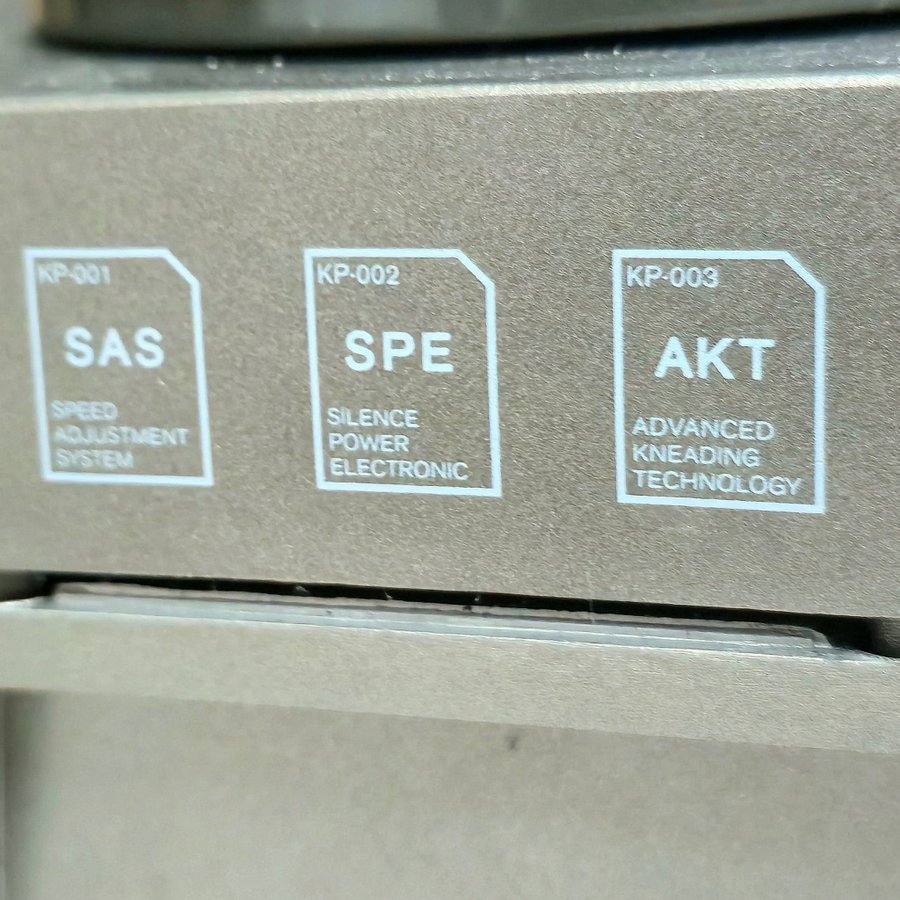 KP-001
SAS
SPEED
ADJUSTMENT
SYSTEM
KP-002
SPE
SILENCE
POWER
ELECTRONIC
KP-003
AKT
ADVANCED
KNEADING
TECHNOLOGY